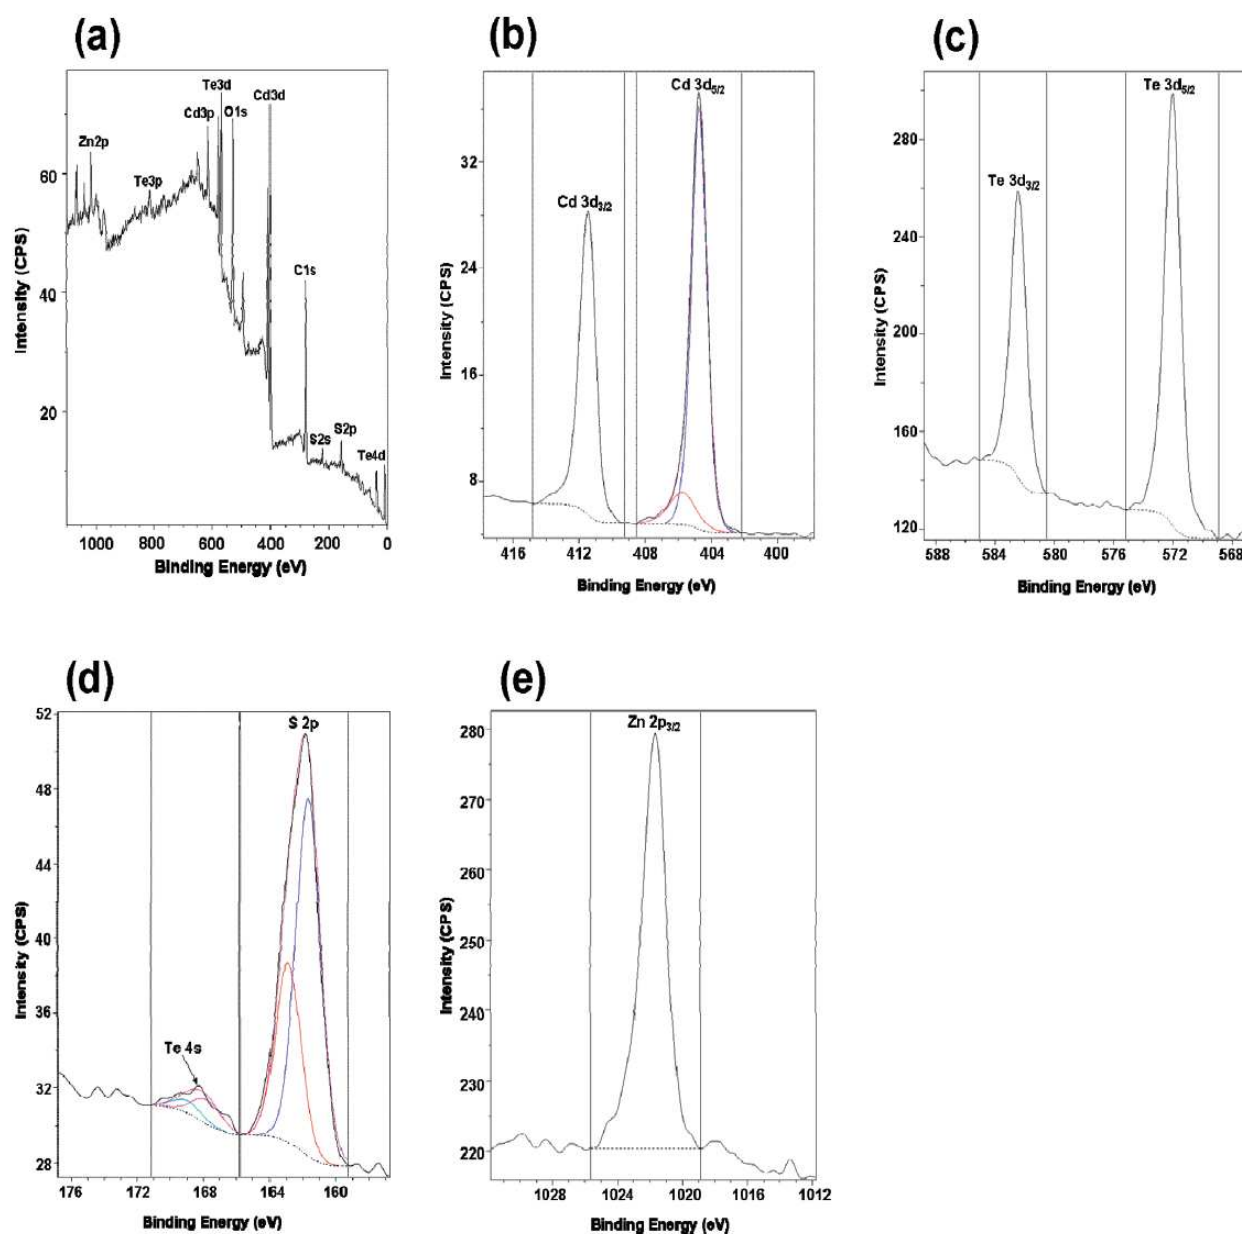 (a)
Te3d
Cd3d
Cd3p
O1s
Zn2p
Te3p
C1s
S2s
S2p
Te4d
60
40
20
Intensity (CPS)
1000 800 600 400 200 0
Binding Energy (eV)
(b)
Cd 3d5/2
Cd 3d3/2
32
24
16
8
Intensity (CPS)
416 412 408 404 400
Binding Energy (eV)
(c)
Te 3d5/2
Te 3d3/2
280
240
200
150
120
Intensity (CPS)
588 584 580 576 572 568
Binding Energy (eV)
(d)
S 2p
Te 4s
52
48
44
40
36
32
28
Intensity (CPS)
176 172 168 164 160
Binding Energy (eV)
(e)
Zn 2p3/2
280
270
260
250
240
230
220
Intensity (CPS)
1028 1024 1020 1016 1012
Binding Energy (eV)